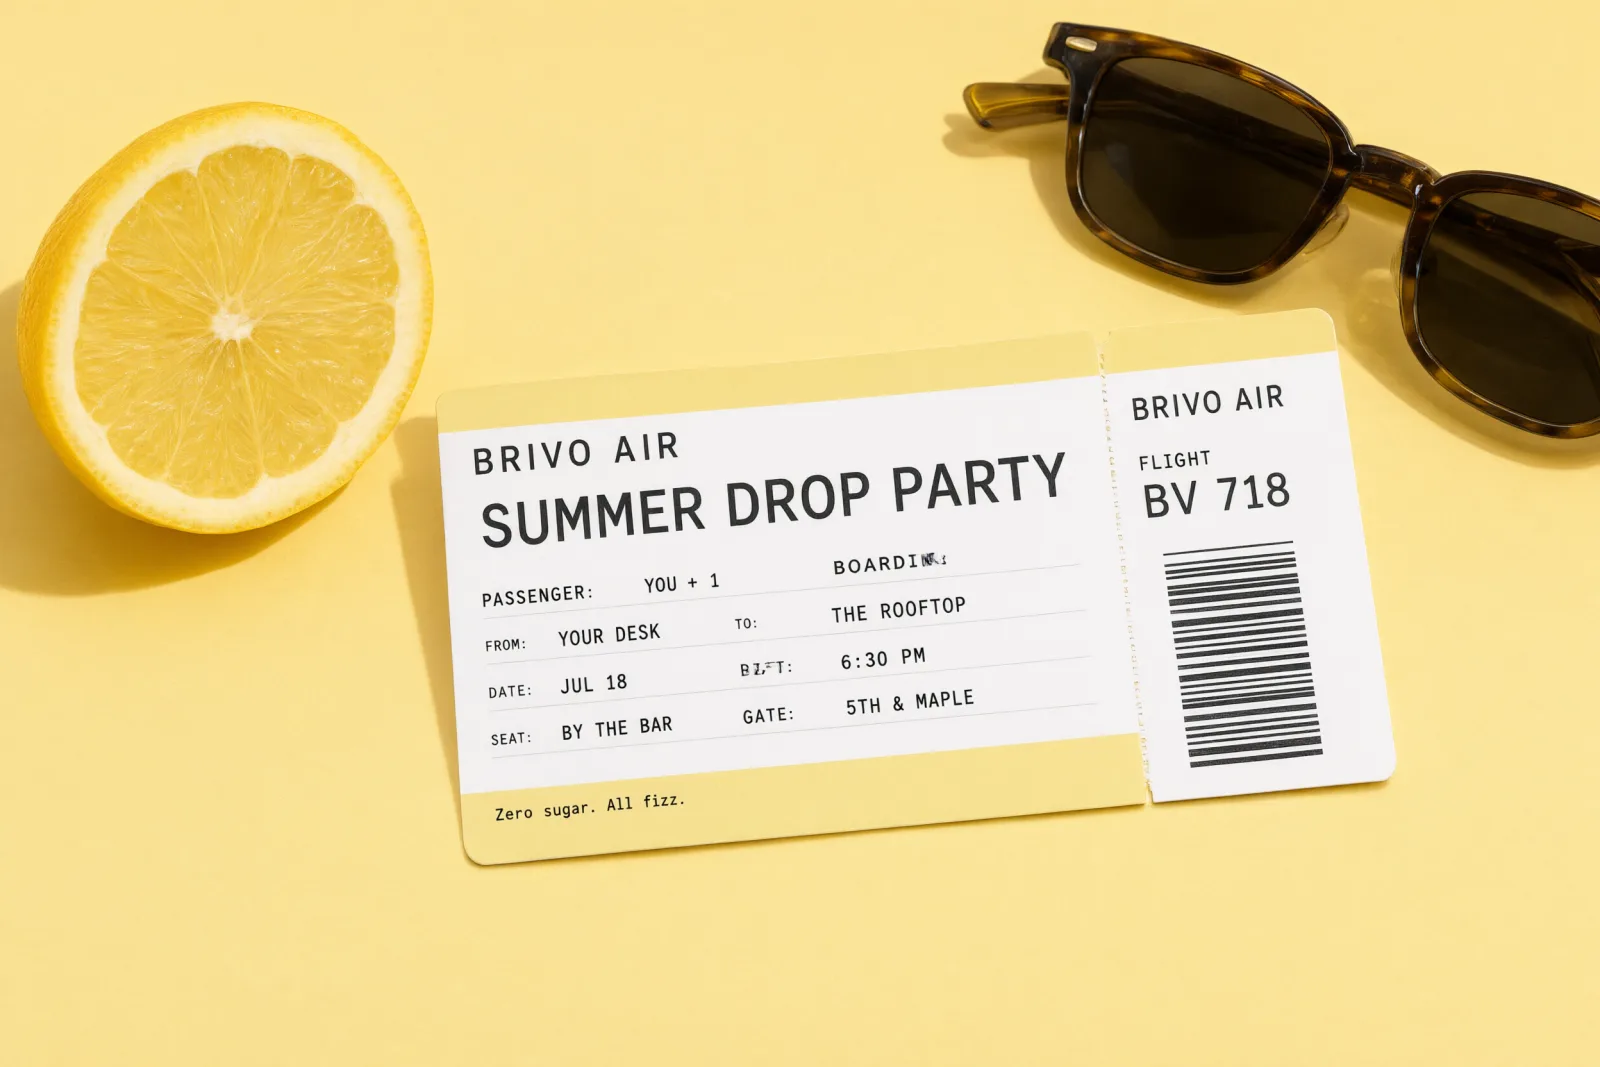 BRIVO AIR
SUMMER DROP PARTY
PASSENGER: YOU + 1
FROM: YOUR DESK TO: THE ROOFTOP
DATE: JUL 18 6:30 PM
SEAT: BY THE BAR GATE: 5TH & MAPLE
Zero sugar. All fizz.
BRIVO AIR
FLIGHT
BV 718